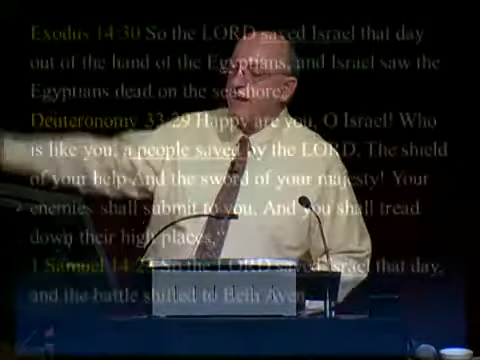 Exodus 14:30 So the LORD saved Israel that day
out of the hand of the Egyptians, and Israel saw the
Egyptians dead on the seashore.
Deuteronomy 33:29 Happy are you, O Israel! Who
is like you, a people saved by the LORD, The shield
of your help And the sword of your majesty! Your
enemies shall submit to you, And you shall tread
down their high places.
1 Samuel 14:23 So the LORD saved Israel that day,
and the battle shifted to Beth Aven.